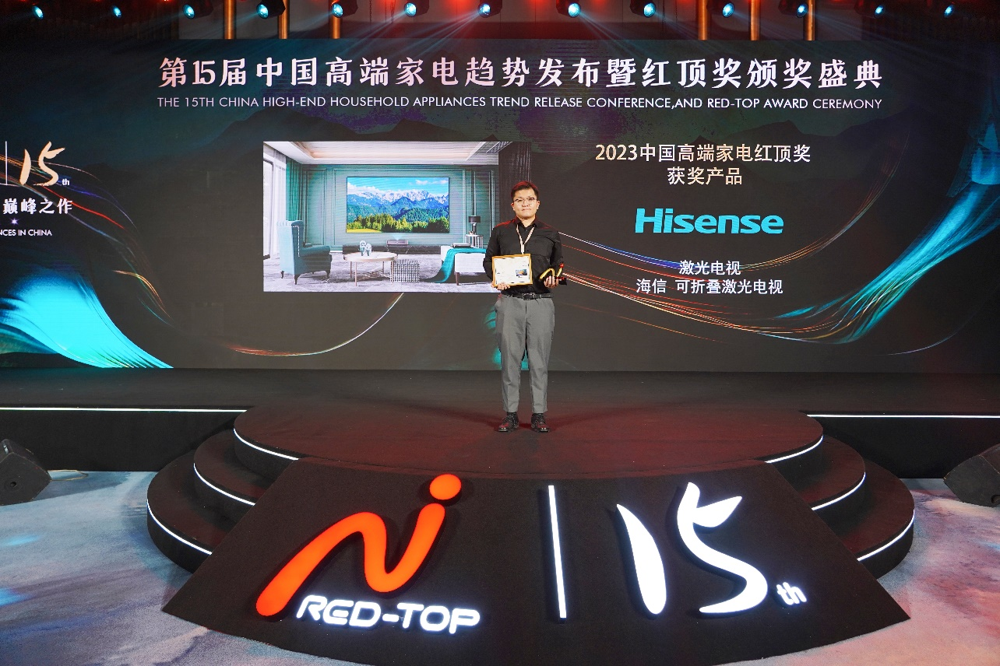 第15届中国高端家电趋势发布暨红顶奖颁奖盛典
THE 15TH CHINA HIGH-END HOUSEHOLD APPLIANCES TREND RELEASE CONFERENCE,AND RED-TOP AWARD CEREMONY
15th
巅峰之作
NCES IN CHINA
2023中国高端家电红顶奖
获奖产品
Hisense
激光电视
海信 可折叠激光电视
RED-TOP
15th